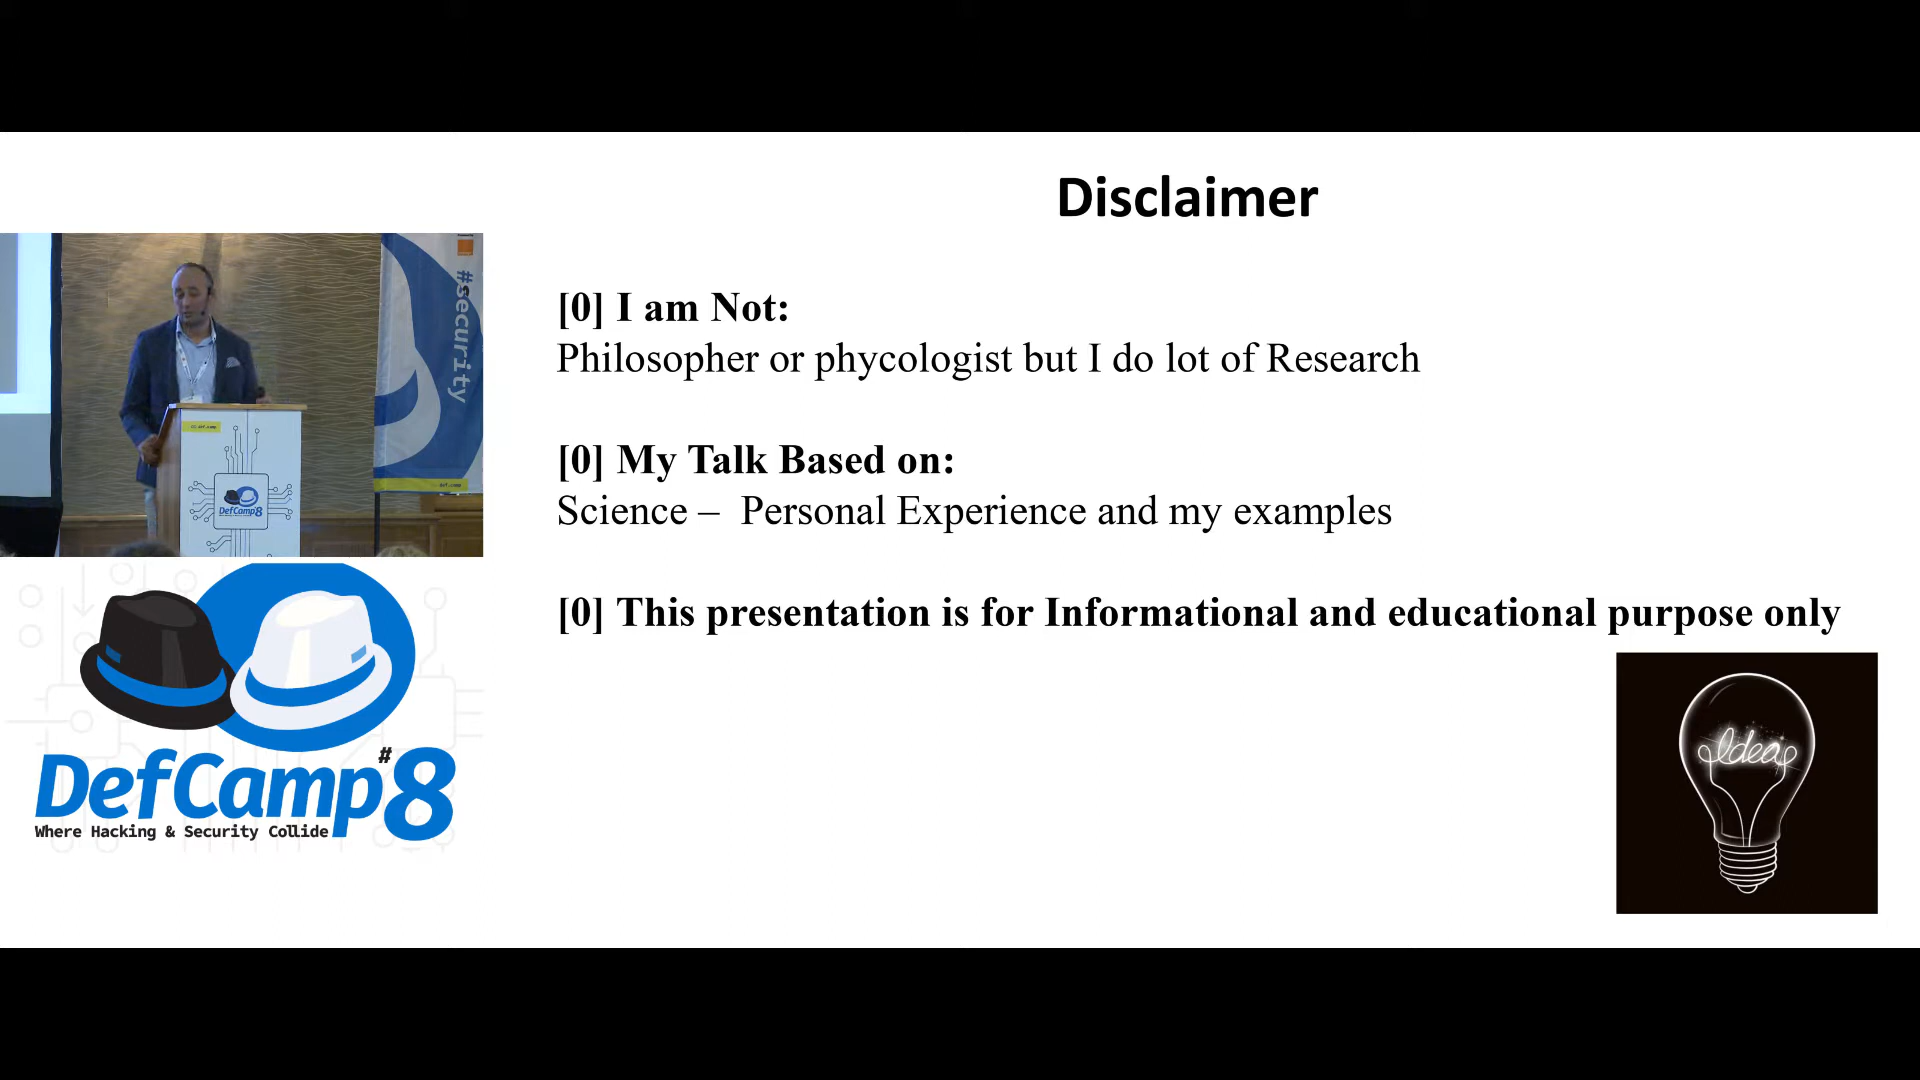 Disclaimer
[0] I am Not:
Philosopher or phycologist but I do lot of Research
[0] My Talk Based on:
Science – Personal Experience and my examples
[0] This presentation is for Informational and educational purpose only
Idea
#security
DefCamp8
DefCamp#8
Where Hacking & Security Collide